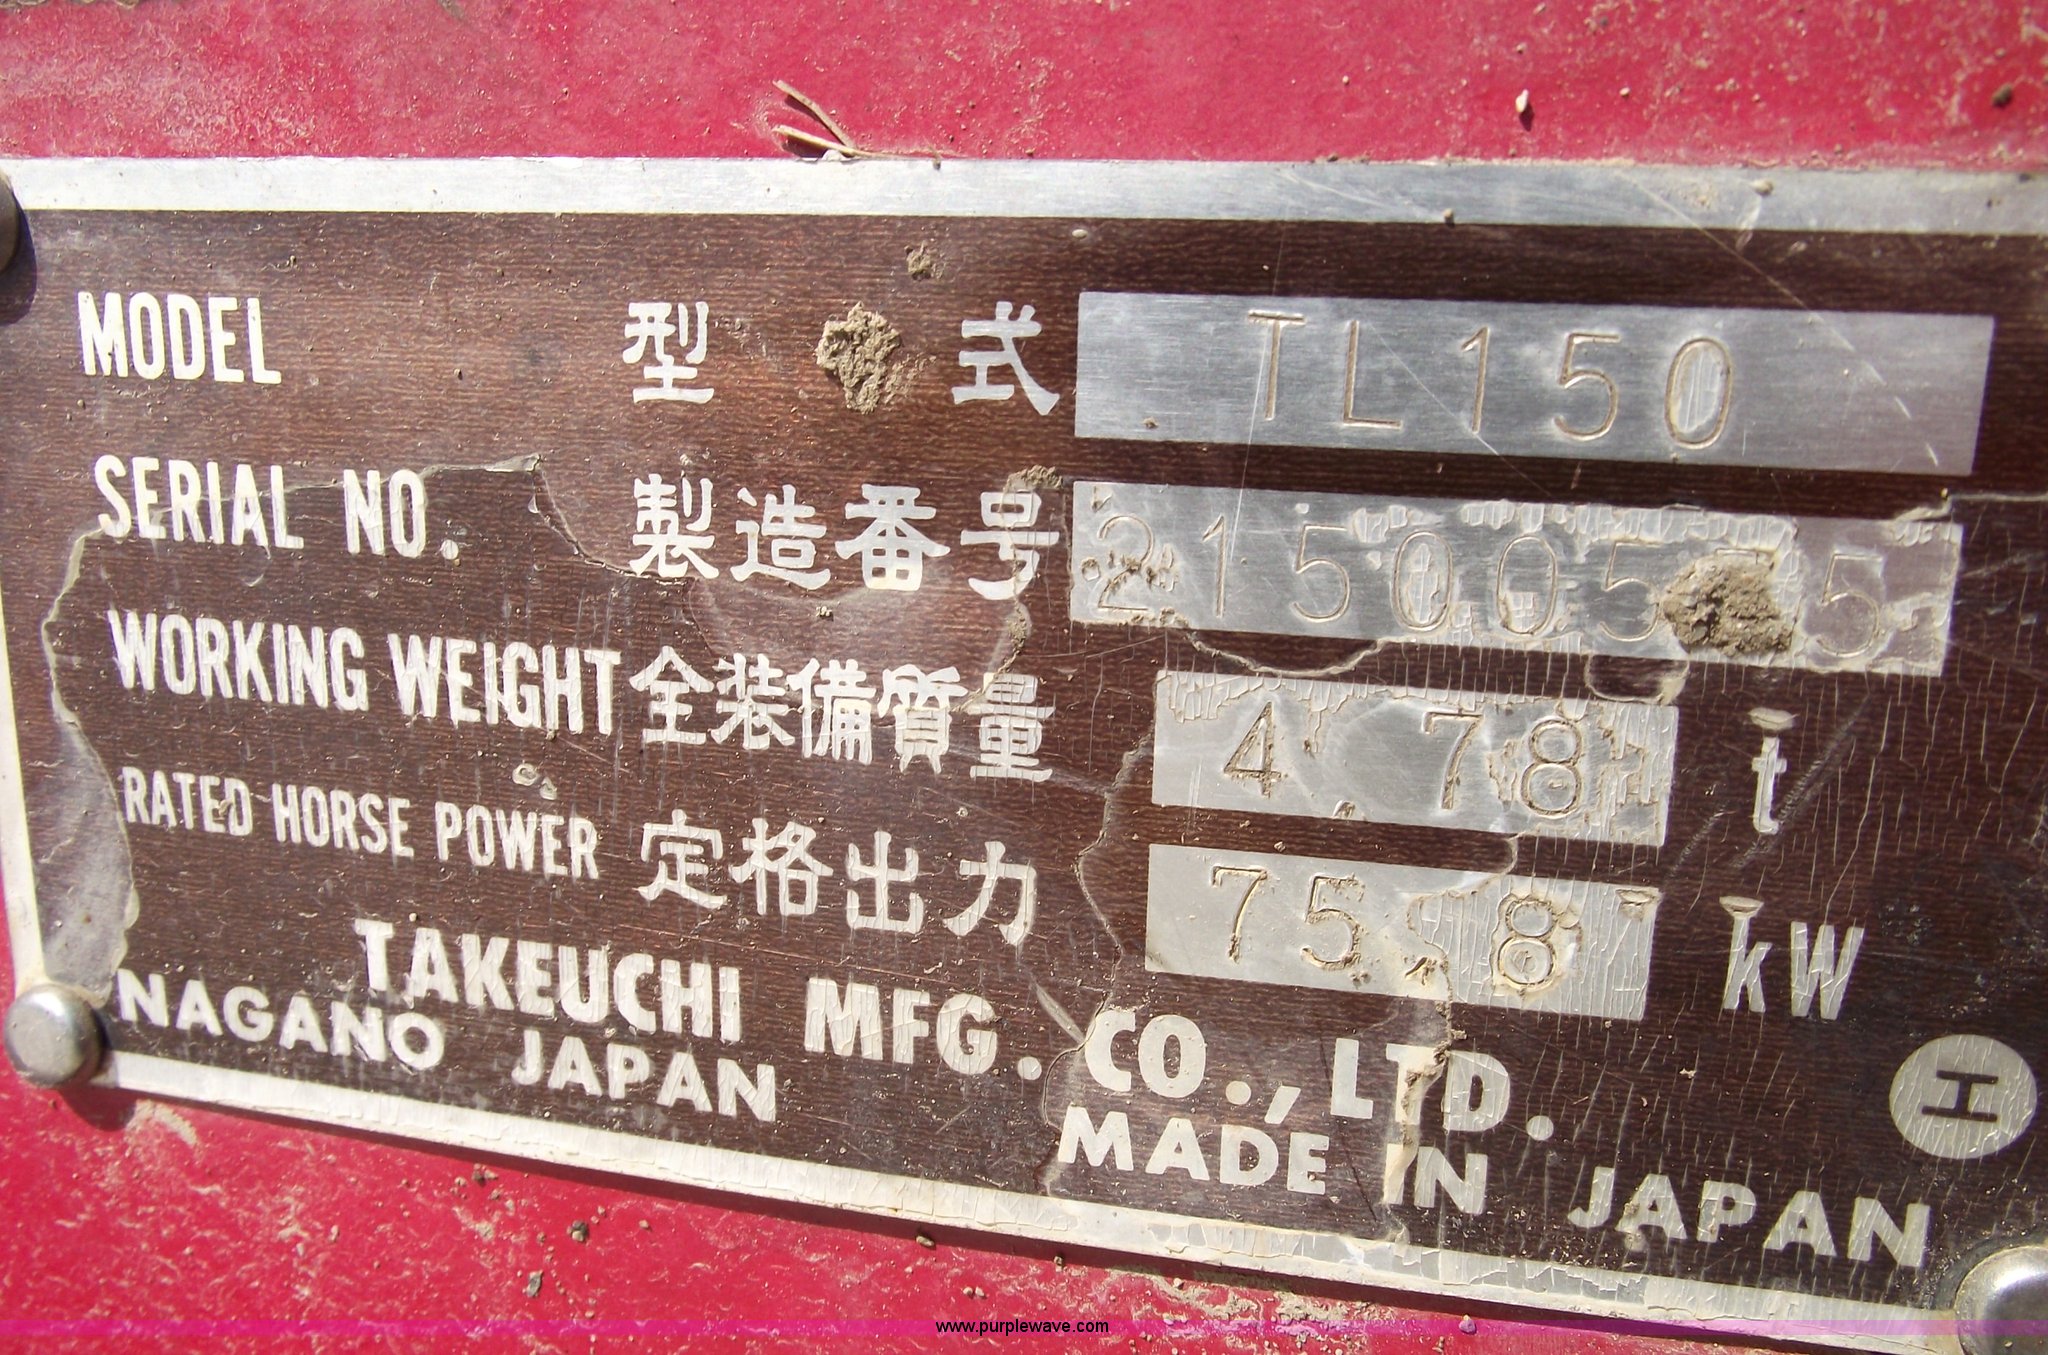 MODEL 型式 TL150
SERIAL NO. 製造番号
WORKING WEIGHT 全装備質量 4 78 t
RATED HORSE POWER 定格出力 75.8 kW
TAKEUCHI MFG. CO., LTD.
NAGANO JAPAN MADE IN JAPAN
www.purplewave.com